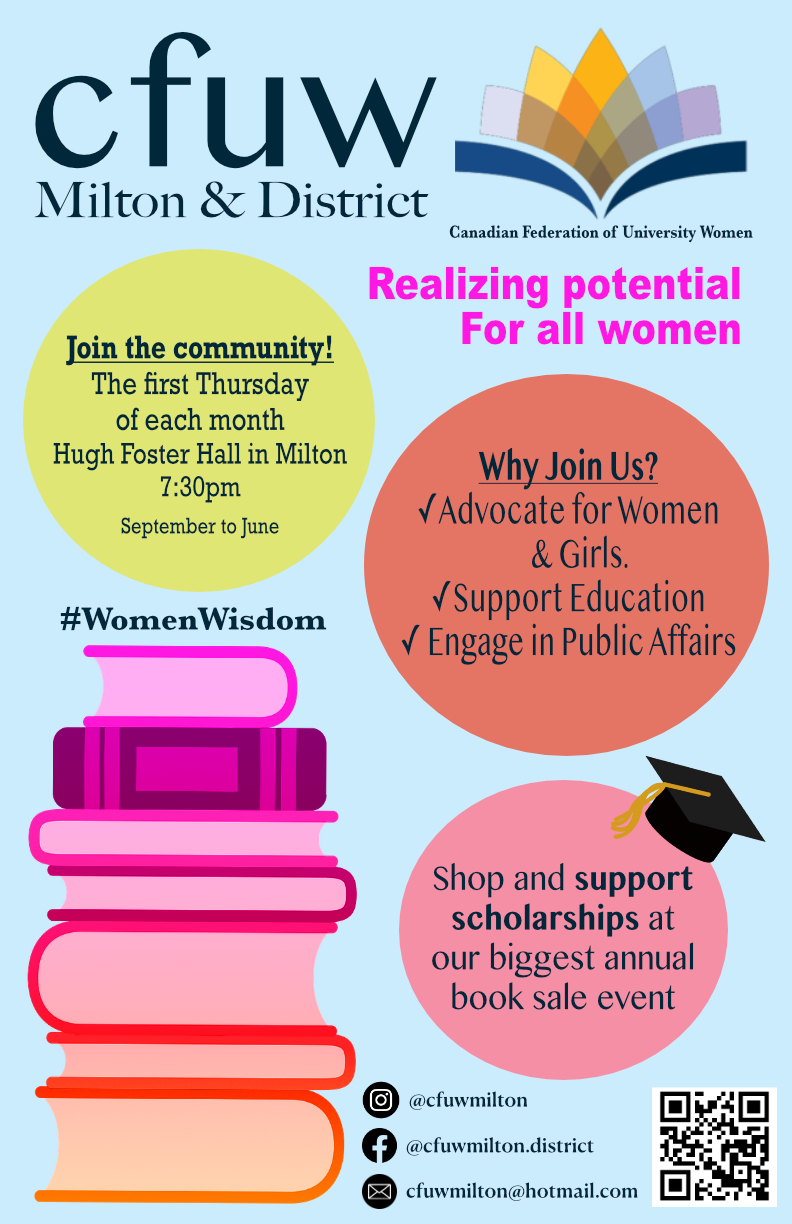 cfuw
Milton & District
Canadian Federation of University Women
Realizing potential
For all women
Join the community!
The first Thursday
of each month
Hugh Foster Hall in Milton
7:30pm
September to June
Why Join Us?
✓Advocate for Women
& Girls.
✓Support Education
✓ Engage in Public Affairs
#WomenWisdom
Shop and support
scholarships at
our biggest annual
book sale event
@cfuwmilton
@cfuwmilton.district
cfuwmilton@hotmail.com